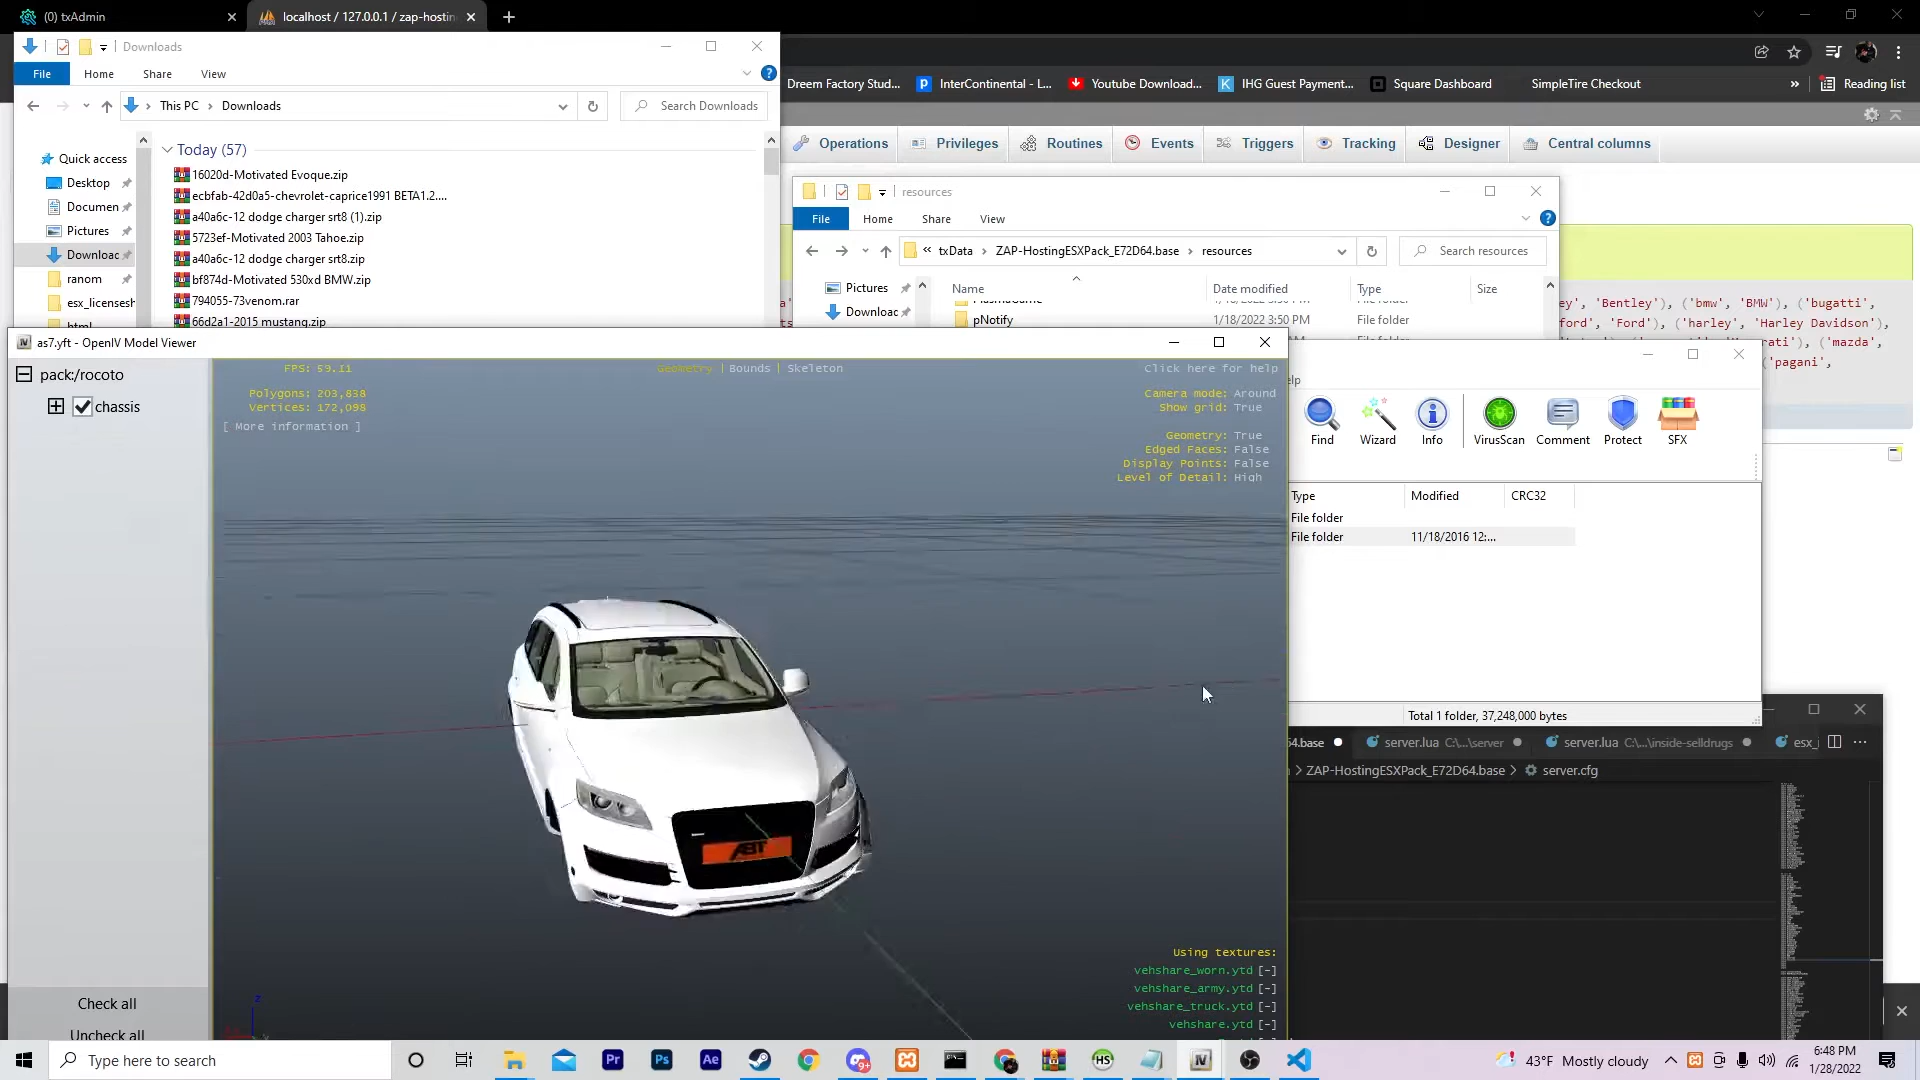 (0) txAdmin
localhost / 127.0.0.1 / zap-hostin
Downloads
File Home Share View
This PC > Downloads
Search Downloads
Dreem Factory Stud...
InterContinental - L...
Youtube Download...
IHG Guest Payment...
Square Dashboard
SimpleTire Checkout
»
Reading list
Operations
Privileges
Routines
Events
Triggers
Tracking
Designer
Central columns
Quick access
Desktop
Documen
Pictures
Downloac
ranom
esx_licensesh
Today (57)
16020d-Motivated Evoque.zip
ecbfab-42d0a5-chevrolet-caprice1991 BETA1.2....
a40a6c-12 dodge charger srt8 (1).zip
5723ef-Motivated 2003 Tahoe.zip
a40a6c-12 dodge charger srt8.zip
bf874d-Motivated 530xd BMW.zip
794055-73venom.rar
66d2a1-2015 mustang.zip
resources
File Home Share View
« txData > ZAP-HostingESXPack_E72D64.base > resources
Search resources
Pictures
Downloac
Name Date modified Type Size
pNotify 1/18/2022 3:50 PM File folder
ey', 'Bentley'), ('bmw', 'BMW'), ('bugatti',
ford', 'Ford'), ('harley', 'Harley Davidson'),
('mazda',
('pagani',
as7.yft - OpenIV Model Viewer
pack:/rocoto
chassis
Check all
Uncheck all
FPS: 59.11
Polygons: 203,838
Vertices: 172,098
[ More information ]
Geometry | Bounds | Skeleton
Click here for help
Camera mode: Around
Show grid: True
Geometry: True
Edged Faces: False
Display Points: False
Level of Detail: High
ABT
Using textures:
vehshare_worn.ytd [-]
vehshare_army.ytd [-]
vehshare_truck.ytd [-]
vehshare.ytd [-]
elp
Find
Wizard
Info
VirusScan
Comment
Protect
SFX
Type Modified CRC32
File folder
File folder 11/18/2016 12:...
Total 1 folder, 37,248,000 bytes
64.base
server.lua C:\...\server
server.lua C:\...\inside-selldrugs
esx_i
> ZAP-HostingESXPack_E72D64.base > server.cfg
Type here to search
43°F Mostly cloudy
6:48 PM
1/28/2022